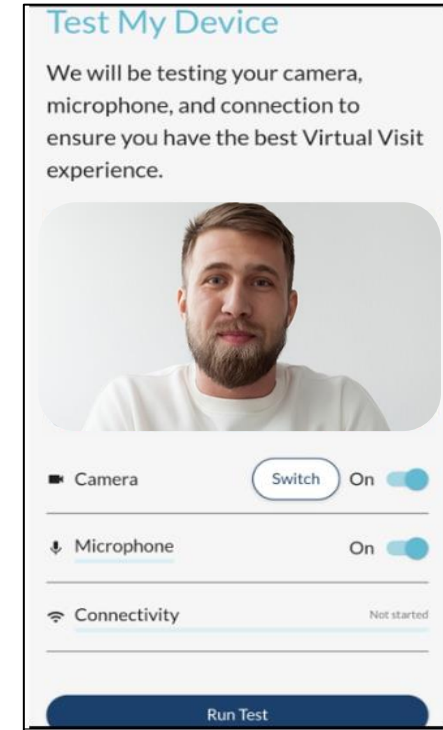 Test My Device
We will be testing your camera,
microphone, and connection to
ensure you have the best Virtual Visit
experience.
Camera Switch On
Microphone On
Connectivity Not started
Run Test